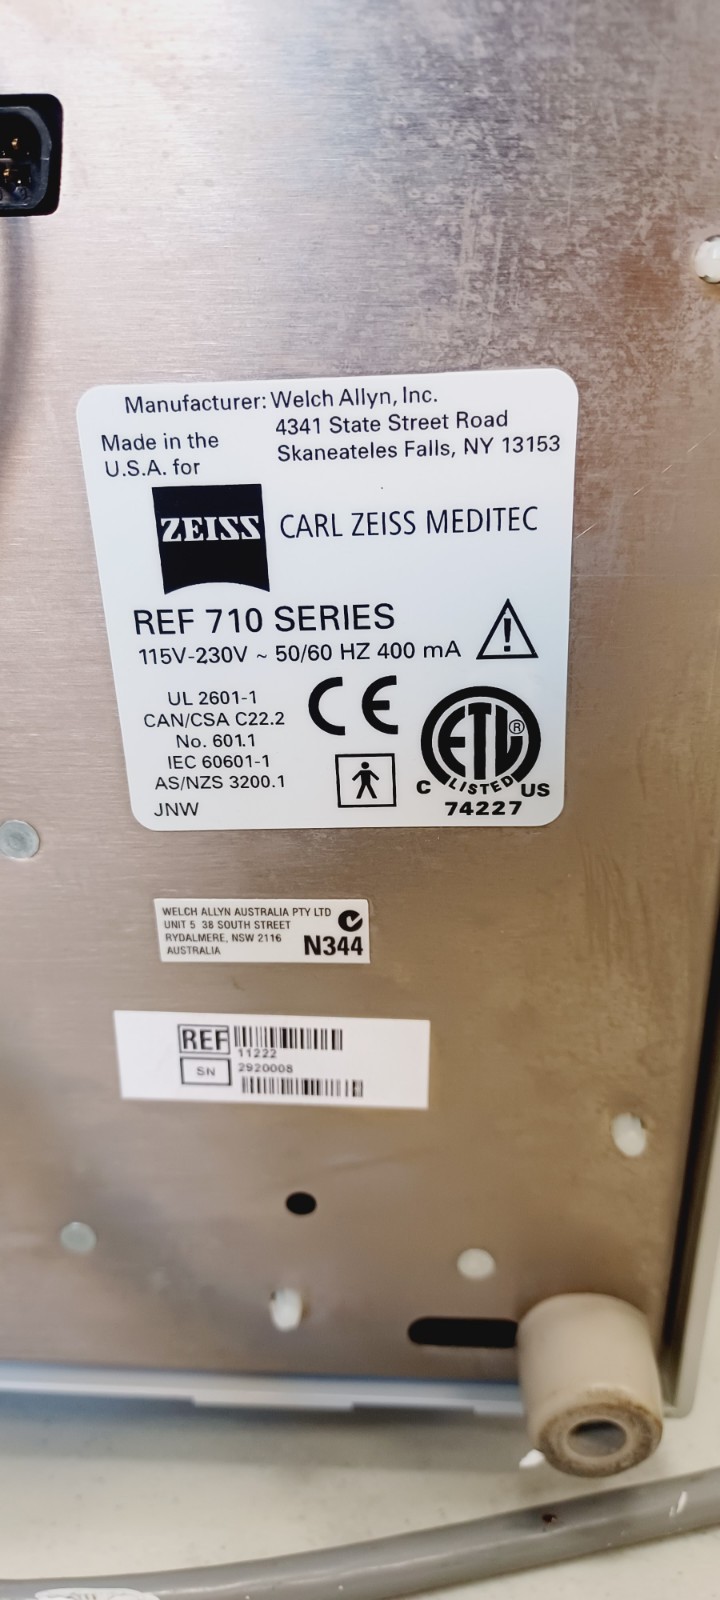 Manufacturer: Welch Allyn, Inc.
4341 State Street Road
Skaneateles Falls, NY 13153
Made in the
U.S.A. for
ZEISS CARL ZEISS MEDITEC
REF 710 SERIES
115V-230V ~ 50/60 HZ 400 mA
UL 2601-1
CAN/CSA C22.2
No. 601.1
IEC 60601-1
AS/NZS 3200.1
JNW
CE
ETL®
LISTED
C US
74227
WELCH ALLYN AUSTRALIA PTY LTD
UNIT 5 38 SOUTH STREET
RYDALMERE, NSW 2116
AUSTRALIA
N344
REF
11222
SN 2920008